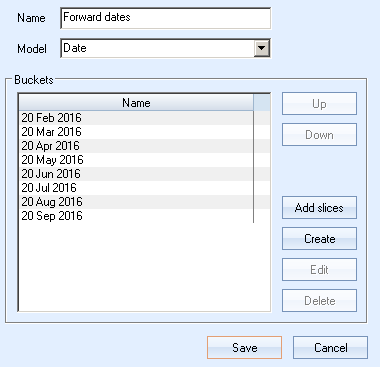 Name Forward dates
Model Date
Buckets
Name
20 Feb 2016
20 Mar 2016
20 Apr 2016
20 May 2016
20 Jun 2016
20 Jul 2016
20 Aug 2016
20 Sep 2016
Up
Down
Add slices
Create
Edit
Delete
Save Cancel